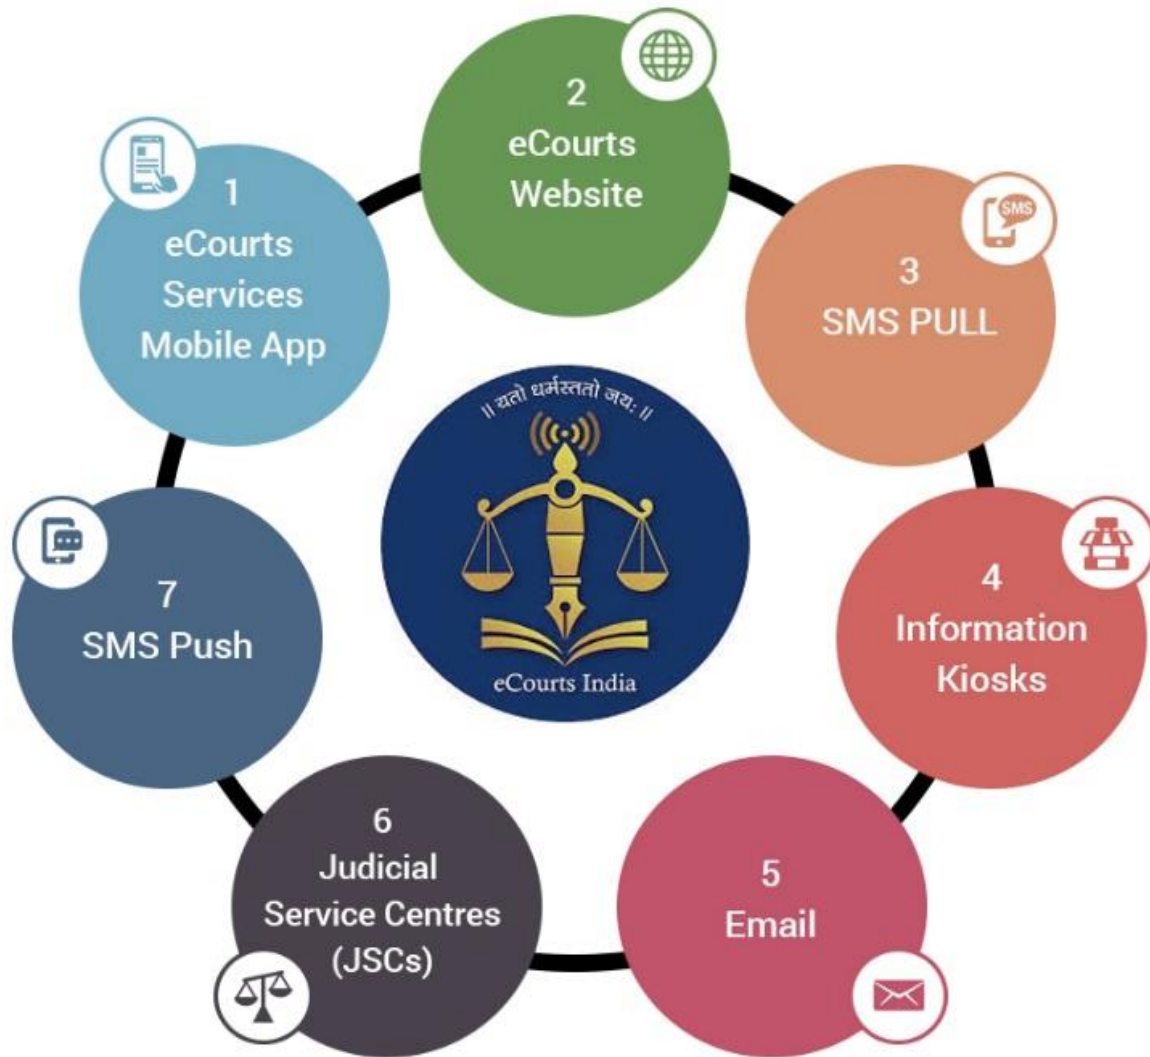 1
eCourts
Services
Mobile App
2
eCourts
Website
SMS
3
SMS PULL
4
Information
Kiosks
5
Email
6
Judicial
Service Centres
(JSCs)
7
SMS Push
॥ यतो धर्मस्ततो जयः ॥
eCourts India